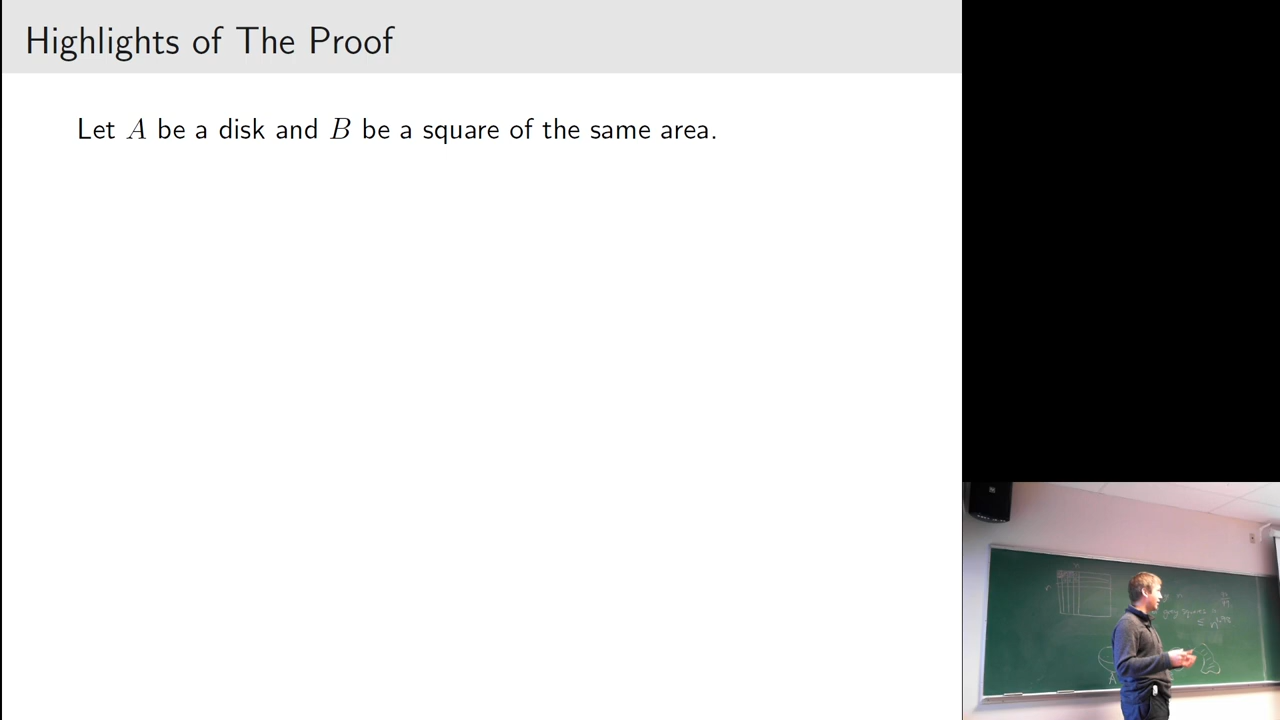 Highlights of The Proof
Let A be a disk and B be a square of the same area.
A